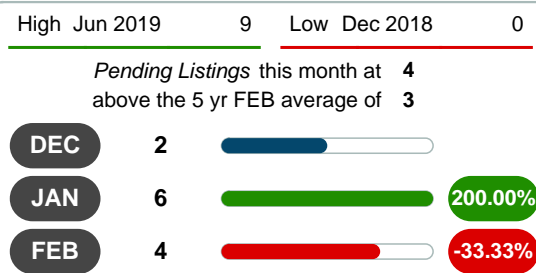 High Jun 2019 9 Low Dec 2018 0
Pending Listings this month at 4
above the 5 yr FEB average of 3
DEC 2
JAN 6 200.00%
FEB 4 -33.33%